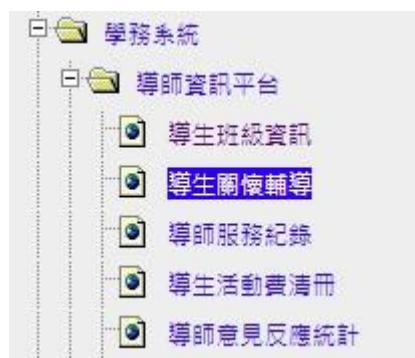 學務系統
導師資訊平台
導生班級資訊
導生關懷輔導
導師服務紀錄
導生活動費清冊
導師意見反應統計